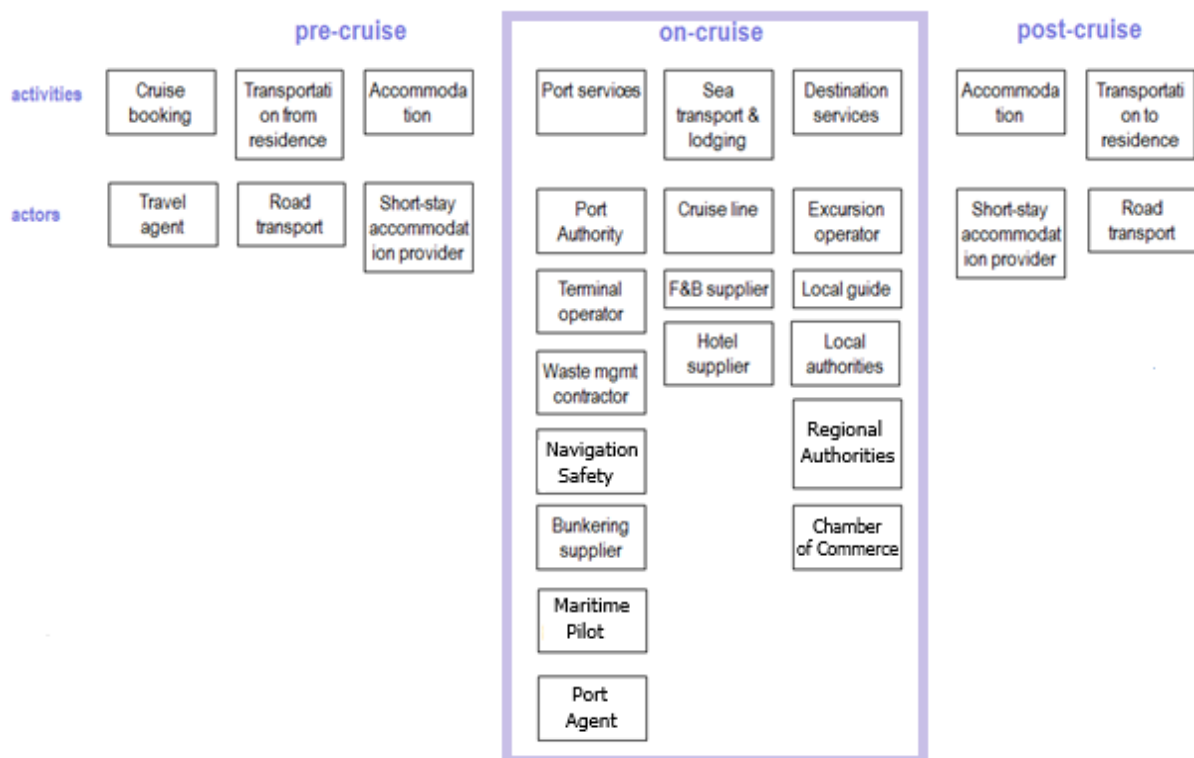 pre-cruise
on-cruise
post-cruise
activities
Cruise
booking
Transportati
on from
residence
Accommoda
tion
Port services
Sea
transport &
lodging
Destination
services
Accommoda
tion
Transportati
on to
residence
actors
Travel
agent
Road
transport
Short-stay
accommodat
ion provider
Port
Authority
Cruise line
Excursion
operator
Short-stay
accommodat
ion provider
Road
transport
Terminal
operator
F&B supplier
Local guide
Hotel
supplier
Local
authorities
Waste mgmt
contractor
Regional
Authorities
Navigation
Safety
Bunkering
supplier
Chamber
of Commerce
Maritime
Pilot
Port
Agent